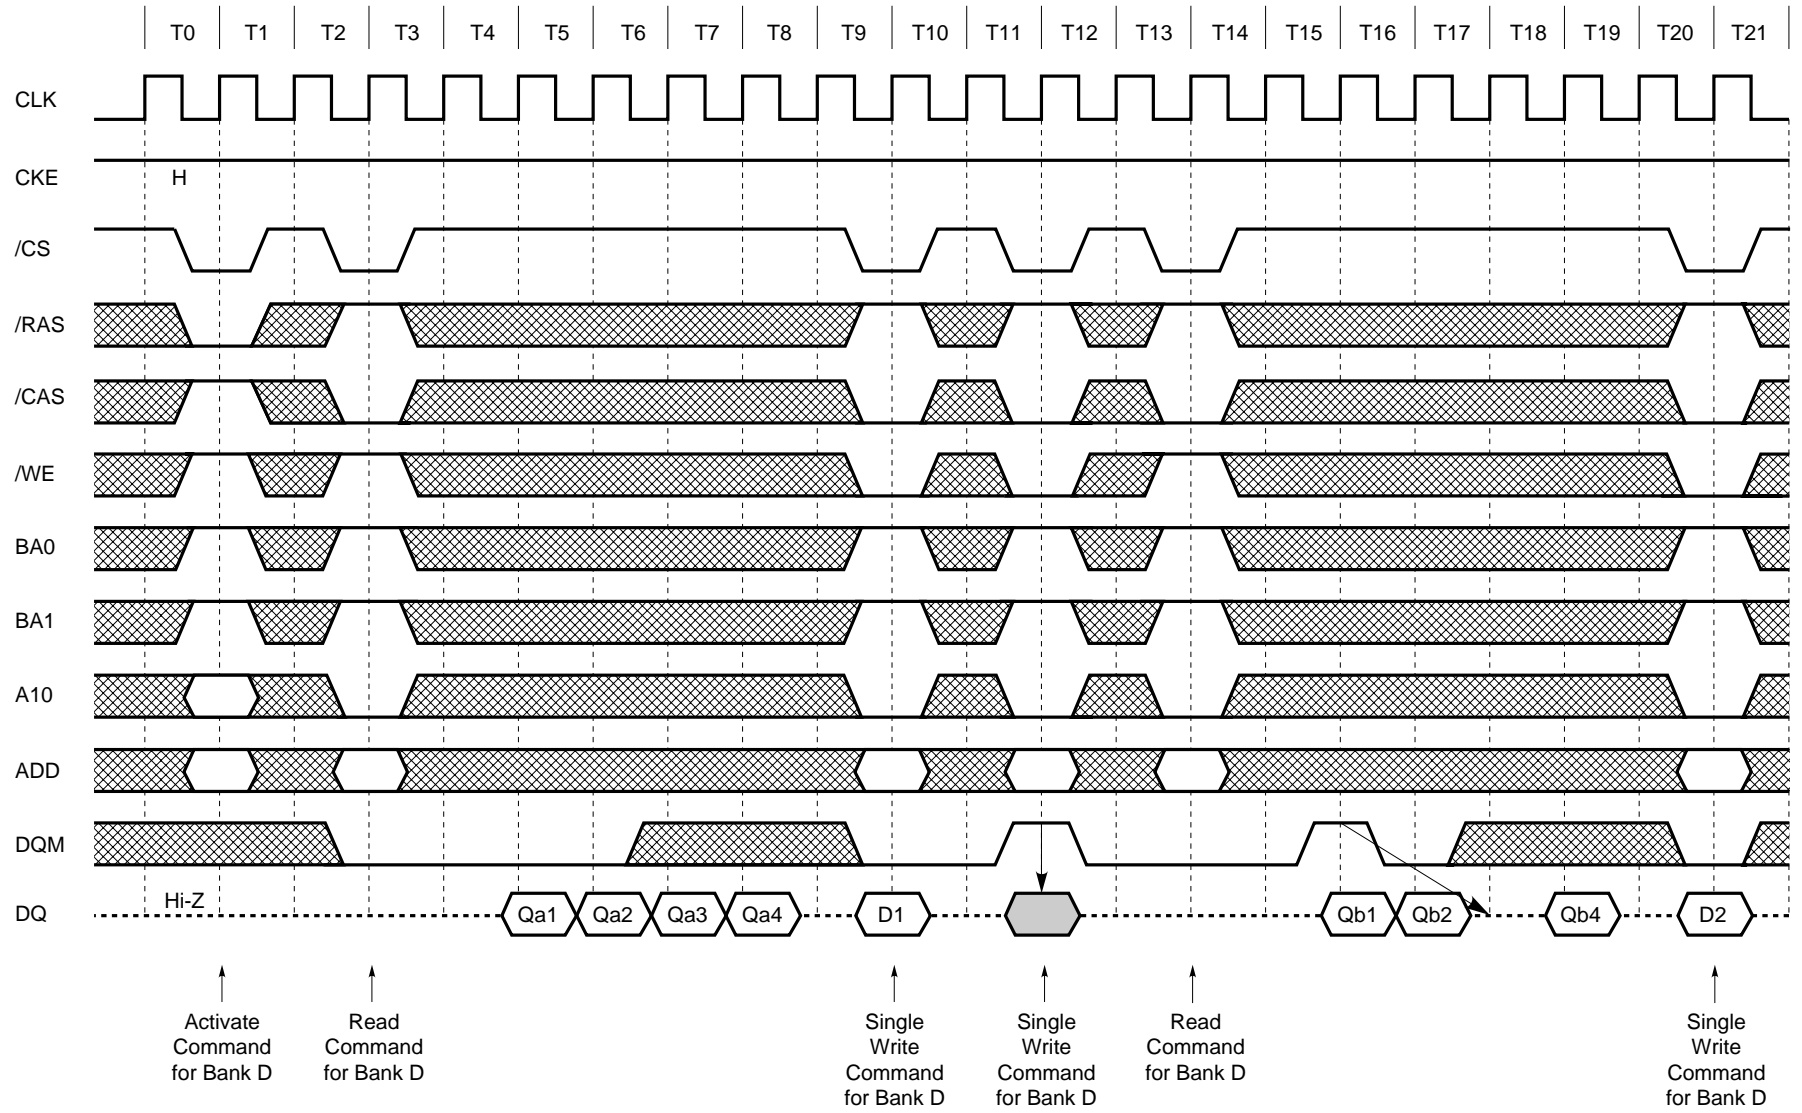 T0 T1 T2 T3 T4 T5 T6 T7 T8 T9 T10 T11 T12 T13 T14 T15 T16 T17 T18 T19 T20 T21
CLK
CKE H
/CS
/RAS
/CAS
/WE
BA0
BA1
A10
ADD
DQM
Hi-Z
DQ Qa1 Qa2 Qa3 Qa4 D1 Qb1 Qb2 Qb4 D2
Activate
Command
for Bank D
Read
Command
for Bank D
Single
Write
Command
for Bank D
Single
Write
Command
for Bank D
Read
Command
for Bank D
Single
Write
Command
for Bank D